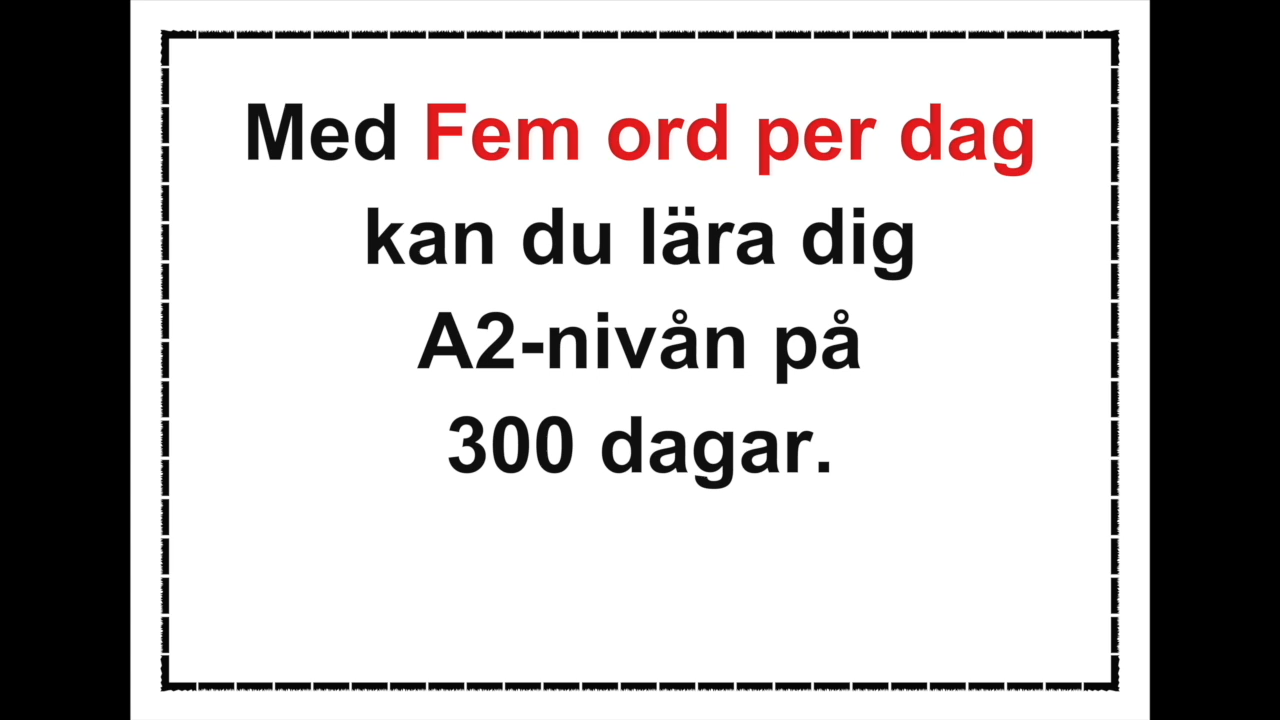 Med Fem ord per dag
kan du lära dig
A2-nivån på
300 dagar.